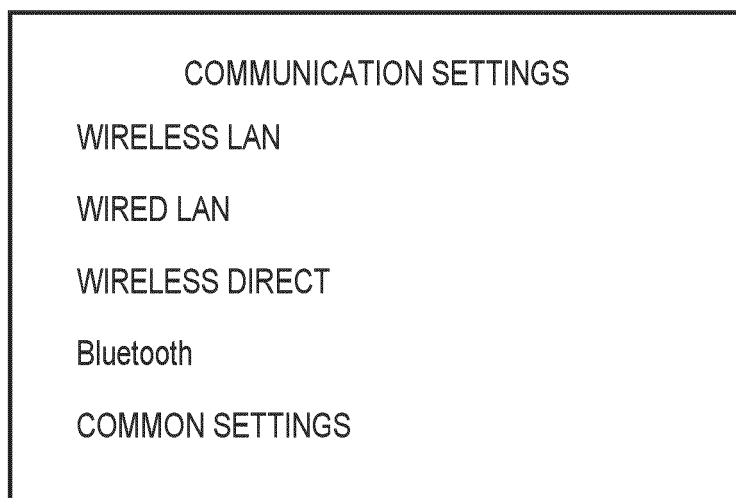 COMMUNICATION SETTINGS
WIRELESS LAN
WIRED LAN
WIRELESS DIRECT
Bluetooth
COMMON SETTINGS